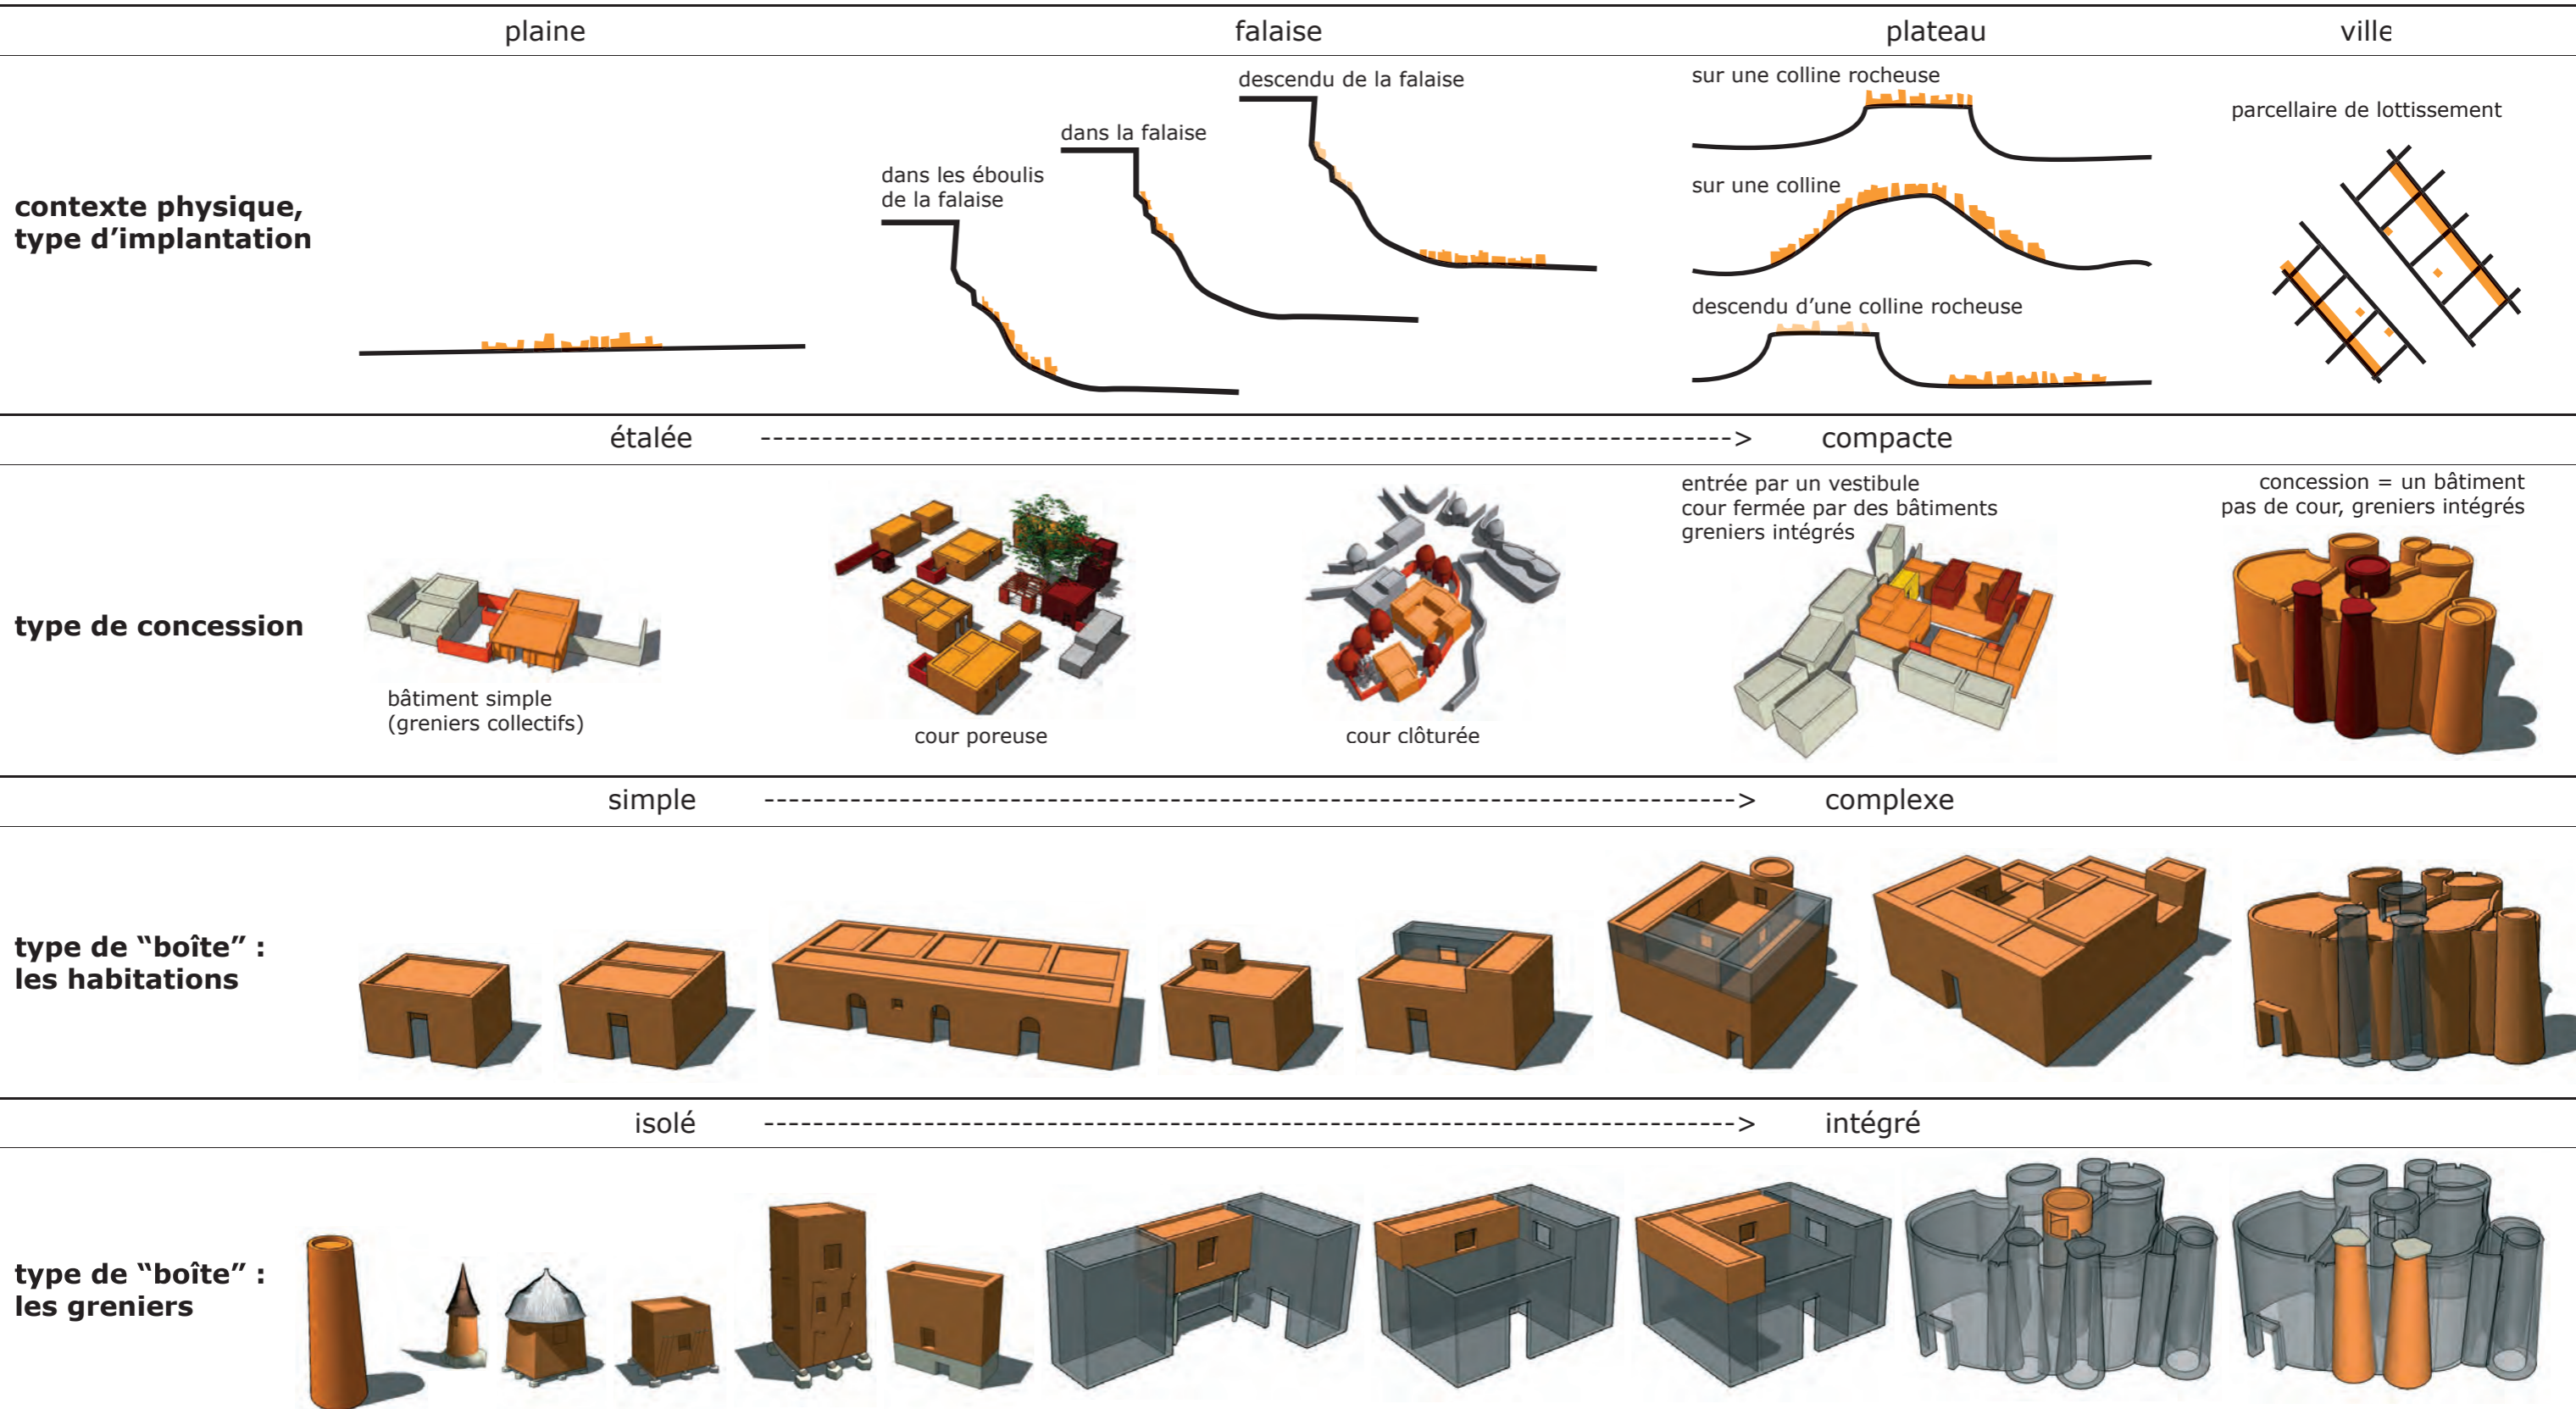 plaine
falaise
plateau
ville
contexte physique,
type d'implantation
dans les éboulis
de la falaise
dans la falaise
descendu de la falaise
sur une colline rocheuse
sur une colline
descendu d'une colline rocheuse
parcellaire de lottissement
étalée -----------------------------------------------------------------------------> compacte
type de concession
bâtiment simple
(greniers collectifs)
cour poreuse
cour clôturée
entrée par un vestibule
cour fermée par des bâtiments
greniers intégrés
concession = un bâtiment
pas de cour, greniers intégrés
simple -----------------------------------------------------------------------------> complexe
type de “boîte” :
les habitations
isolé -----------------------------------------------------------------------------> intégré
type de “boîte” :
les greniers